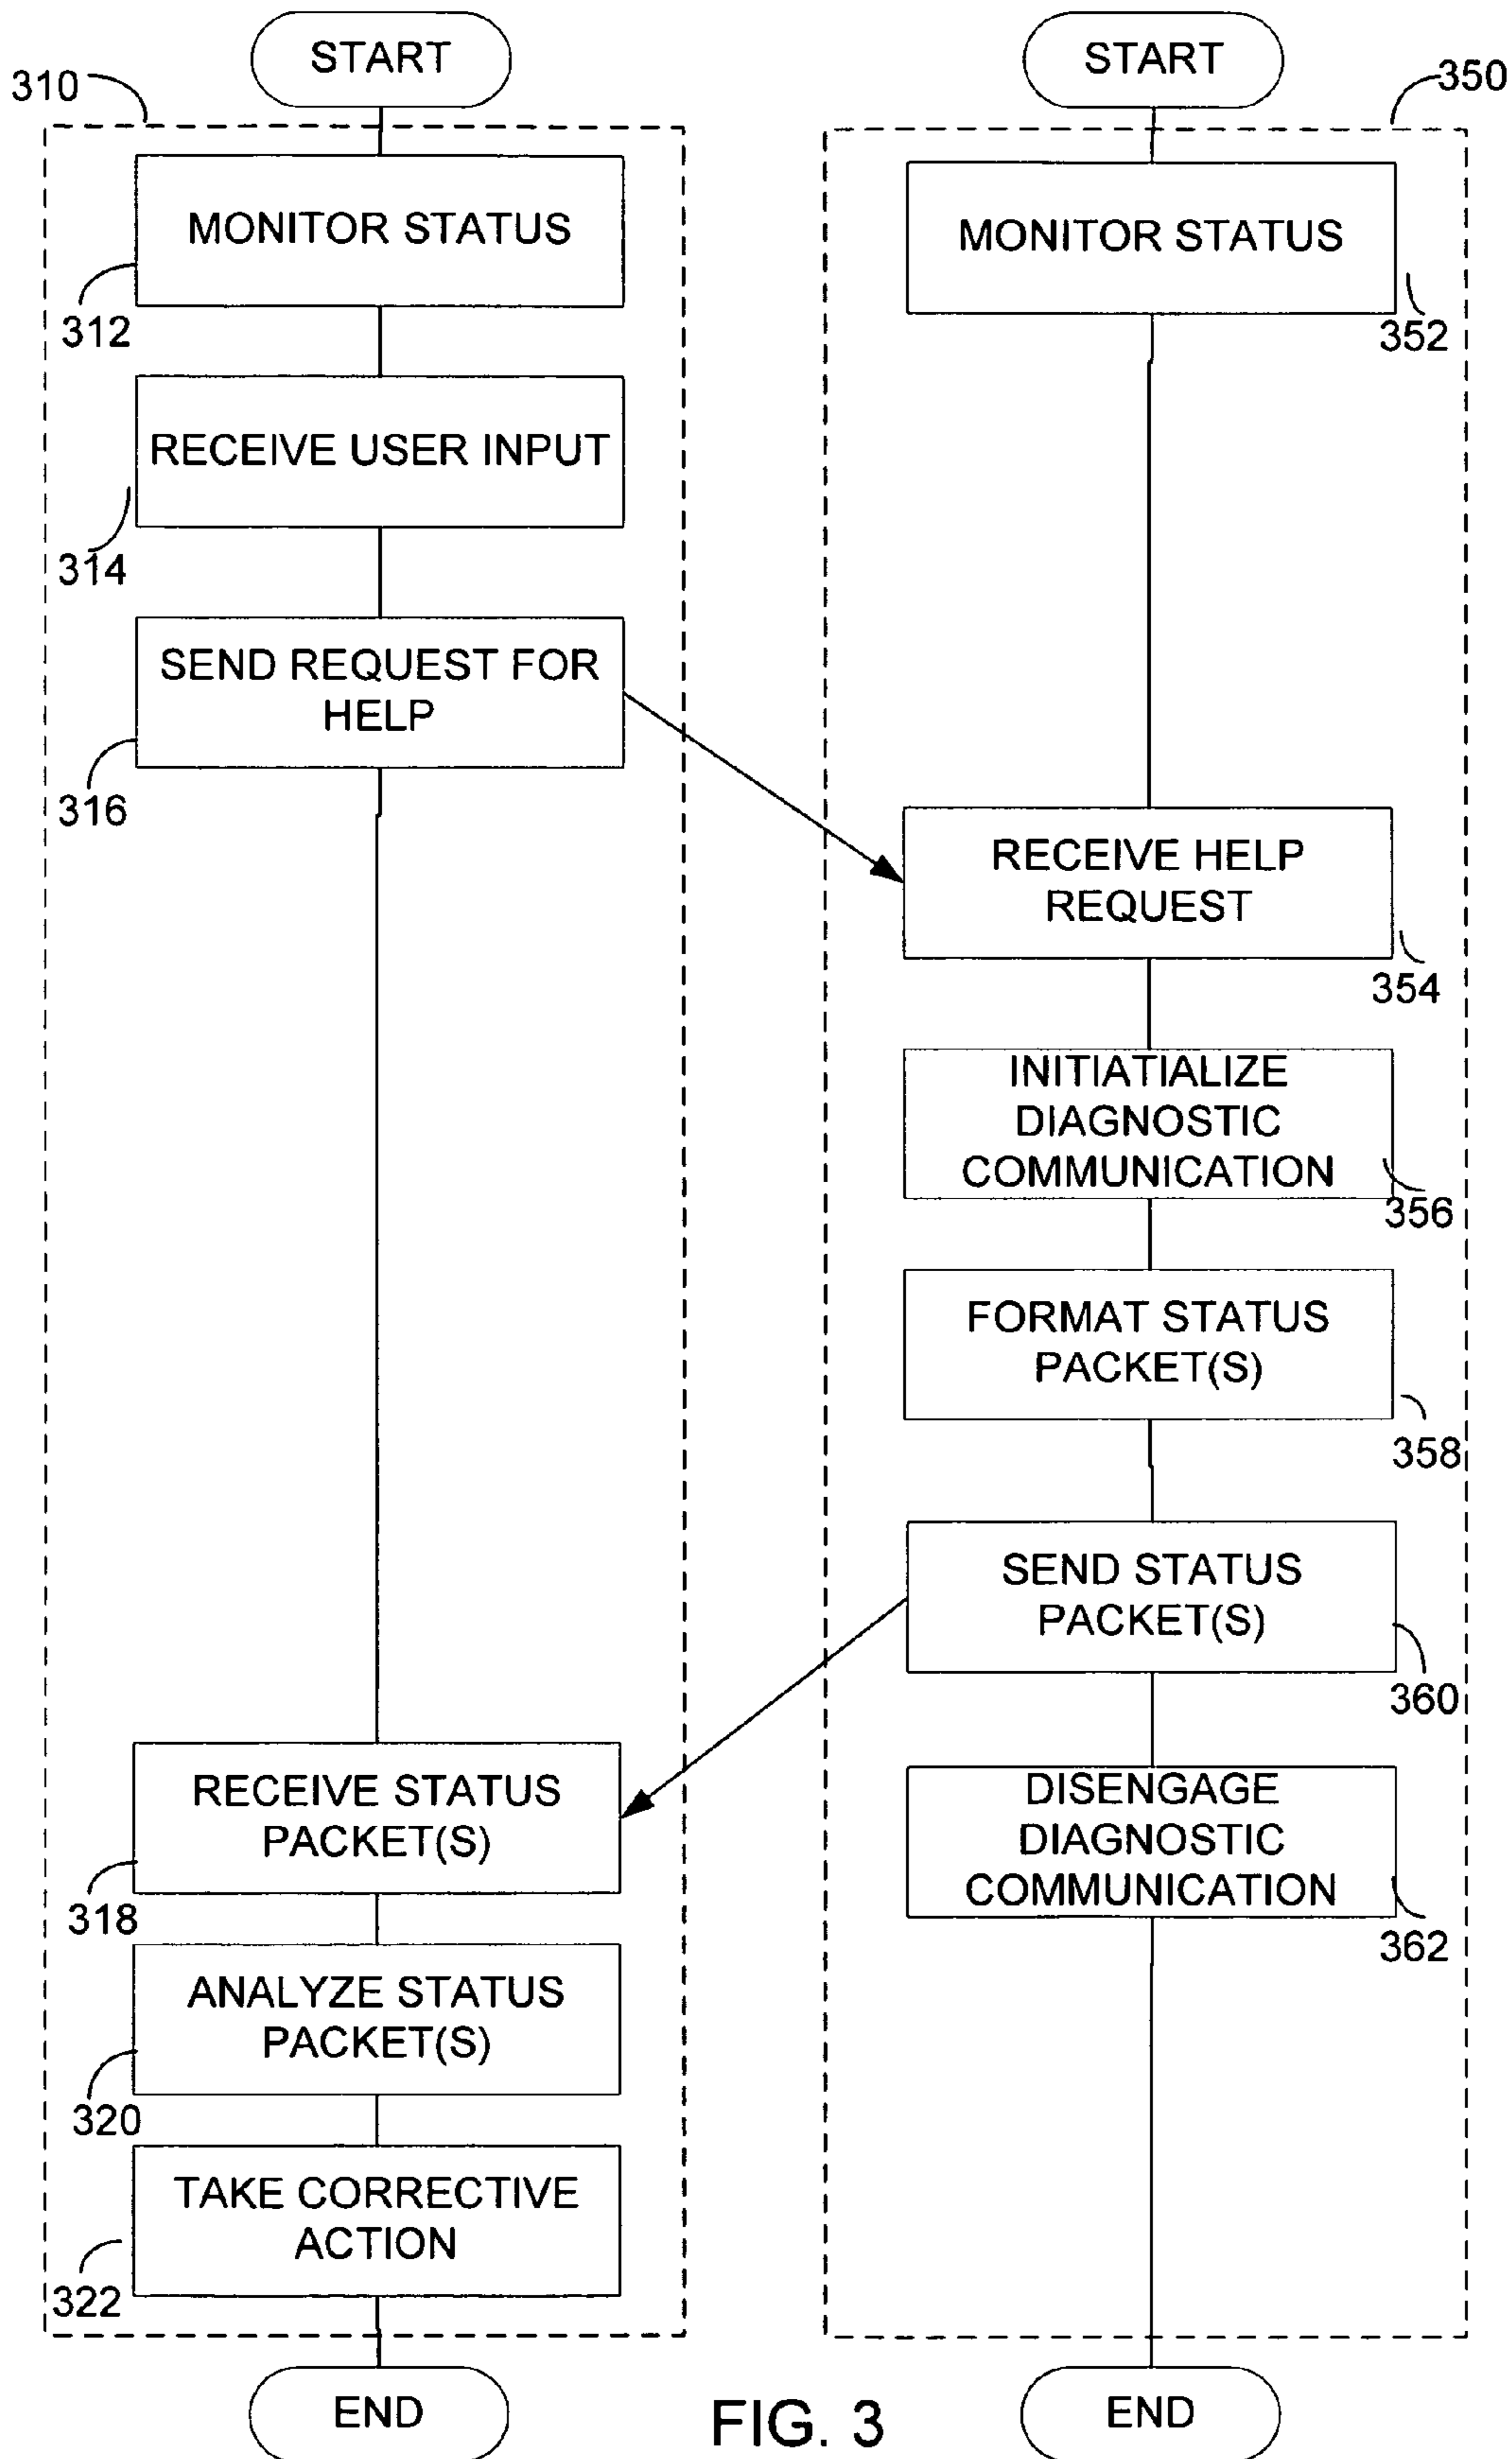 START
310
MONITOR STATUS
312
RECEIVE USER INPUT
314
SEND REQUEST FOR
HELP
316
RECEIVE STATUS
PACKET(S)
318
ANALYZE STATUS
PACKET(S)
320
TAKE CORRECTIVE
ACTION
322
END
START
350
MONITOR STATUS
352
RECEIVE HELP
REQUEST
354
INITIATIALIZE
DIAGNOSTIC
COMMUNICATION
356
FORMAT STATUS
PACKET(S)
358
SEND STATUS
PACKET(S)
360
DISENGAGE
DIAGNOSTIC
COMMUNICATION
362
END
FIG. 3